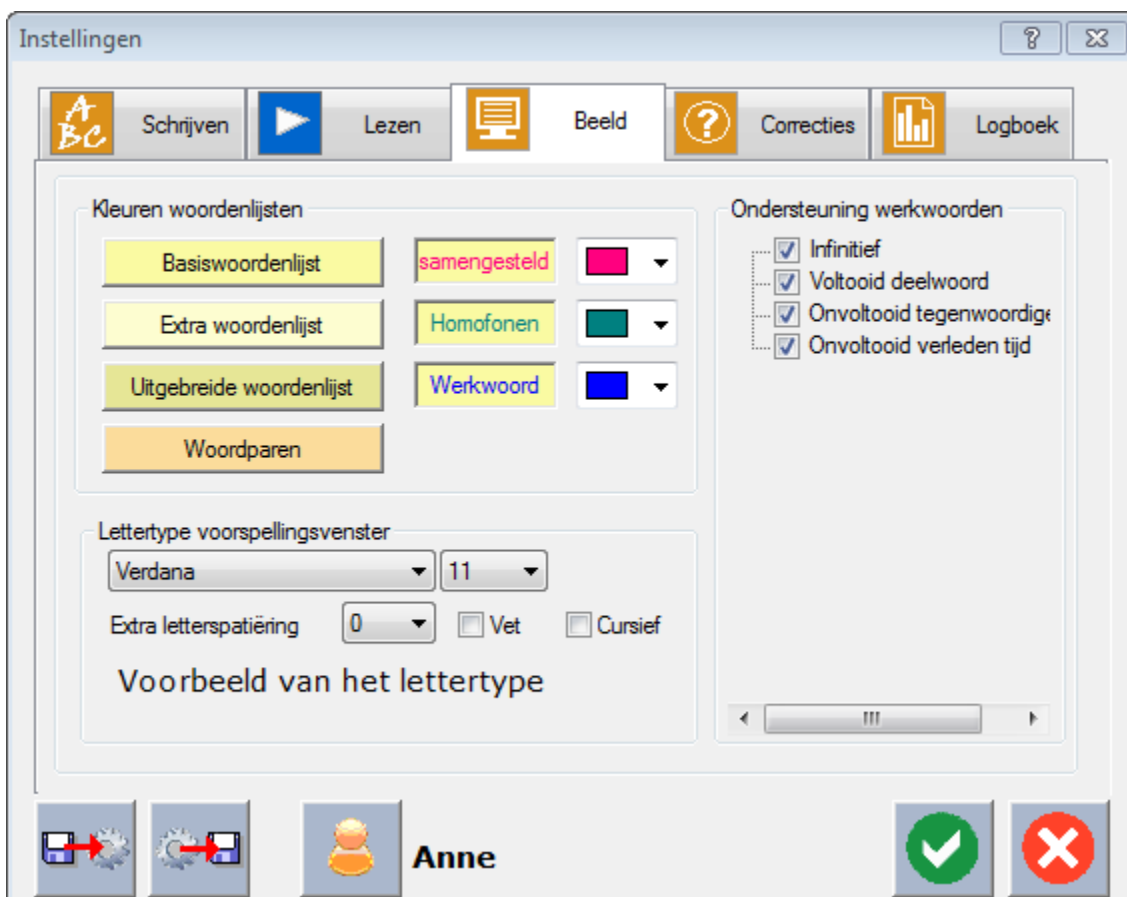 Instellingen
ABC Schrijven Lezen Beeld ? Correcties Logboek
Kleuren woordenlijsten
Basiswoordenlijst samengesteld
Extra woordenlijst Homofonen
Uitgebreide woordenlijst Werkwoord
Woordparen
Ondersteuning werkwoorden
Infinitief
Voltooid deelwoord
Onvoltooid tegenwoordige
Onvoltooid verleden tijd
Lettertype voorspellingsvenster
Verdana 11
Extra letterspatiëring 0 Vet Cursief
Voorbeeld van het lettertype
Anne